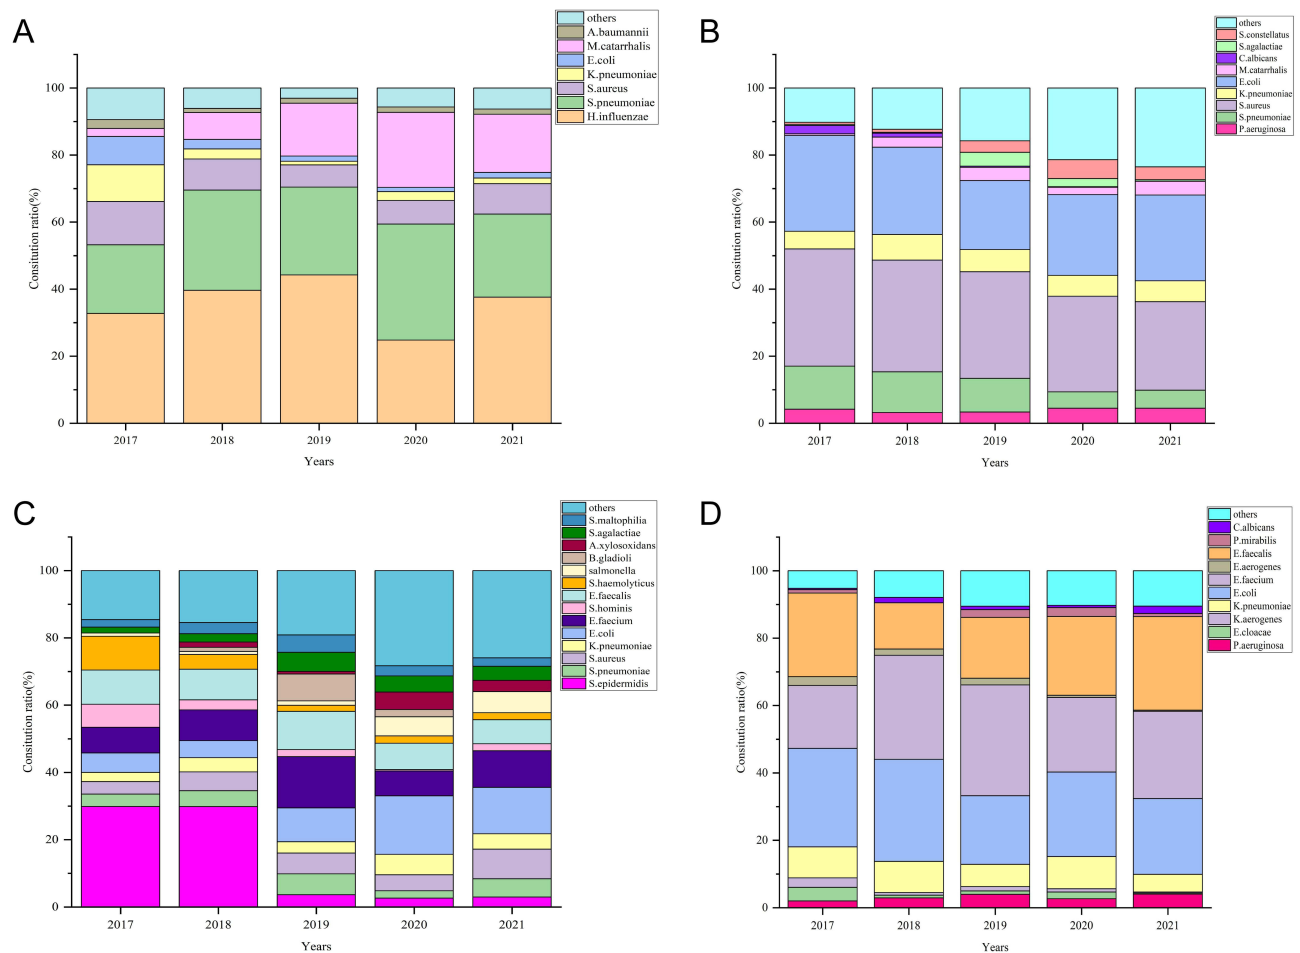 A
others
A.baumannii
M.catarrhalis
E.coli
K.pneumoniae
S.aureus
S.pneumoniae
H.influenzae
100
80
60
40
20
0
Consitution ratio(%)
2017 2018 2019 2020 2021
Years
B
others
S.constellatus
S.agalactiae
C.albicans
M.catarrhalis
E.coli
K.pneumoniae
S.aureus
S.pneumoniae
P.aeruginosa
100
80
60
40
20
0
Consitution ratio(%)
2017 2018 2019 2020 2021
Years
C
others
S.maltophilia
S.agalactiae
A.xylosoxidans
B.gladioli
salmonella
S.haemolyticus
E.faecalis
S.hominis
E.faecium
E.coli
K.pneumoniae
S.aureus
S.pneumoniae
S.epidermidis
100
80
60
40
20
0
Consitution ratio(%)
2017 2018 2019 2020 2021
Years
D
others
C.albicans
P.mirabilis
E.faecalis
E.aerogenes
E.faecium
E.coli
K.pneumoniae
K.aerogenes
E.cloacae
P.aeruginosa
100
80
60
40
20
0
Consitution ratio(%)
2017 2018 2019 2020 2021
Years